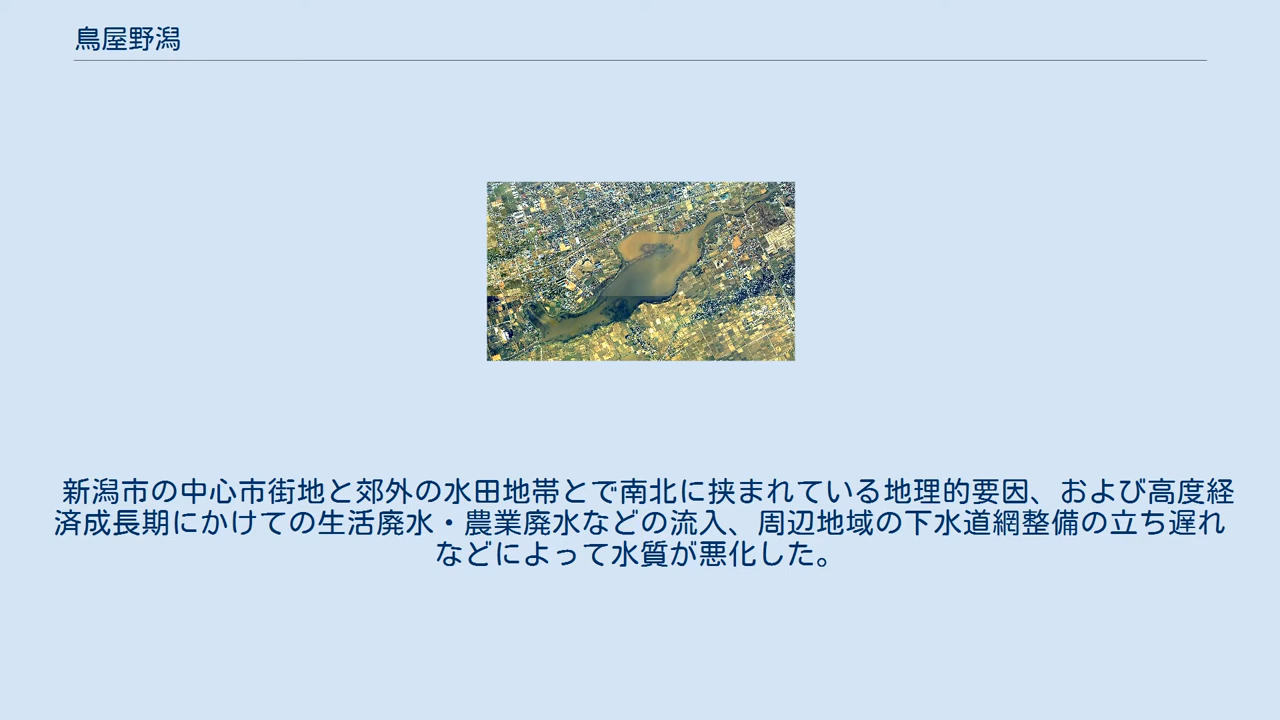 鳥屋野潟
新潟市の中心市街地と郊外の水田地帯とで南北に挟まれている地理的要因、および高度経
済成長期にかけての生活廃水・農業廃水などの流入、周辺地域の下水道網整備の立ち遅れ
などによって水質が悪化した。